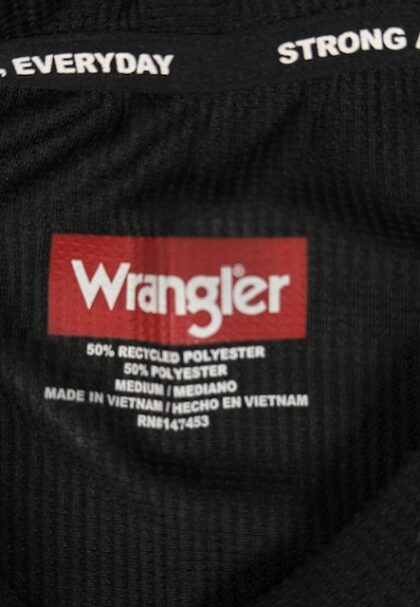 , EVERYDAY
STRONG
Wrangler®
50% RECYCLED POLYESTER
50% POLYESTER
MEDIUM / MEDIANO
MADE IN VIETNAM / HECHO EN VIETNAM
RN#147453